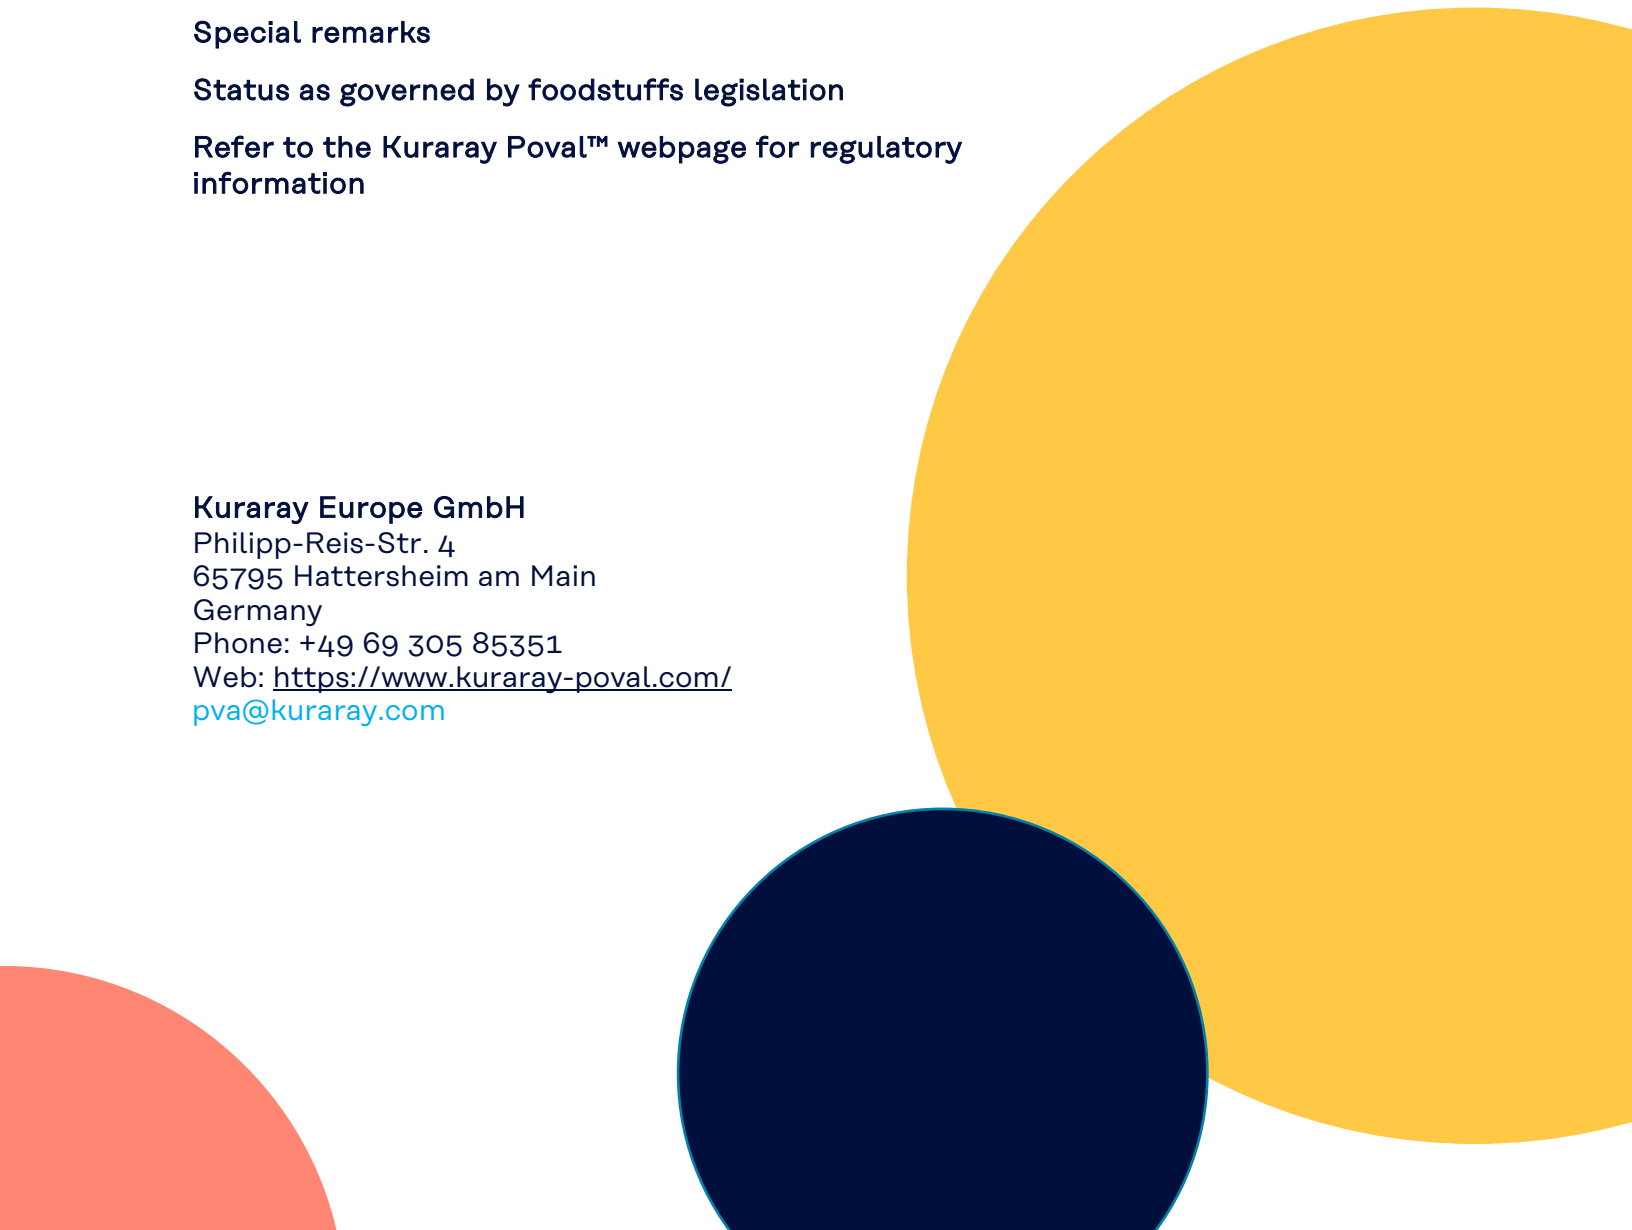 Special remarks
Status as governed by foodstuffs legislation
Refer to the Kuraray Poval™ webpage for regulatory
information
Kuraray Europe GmbH
Philipp-Reis-Str. 4
65795 Hattersheim am Main
Germany
Phone: +49 69 305 85351
Web: https://www.kuraray-poval.com/
pva@kuraray.com